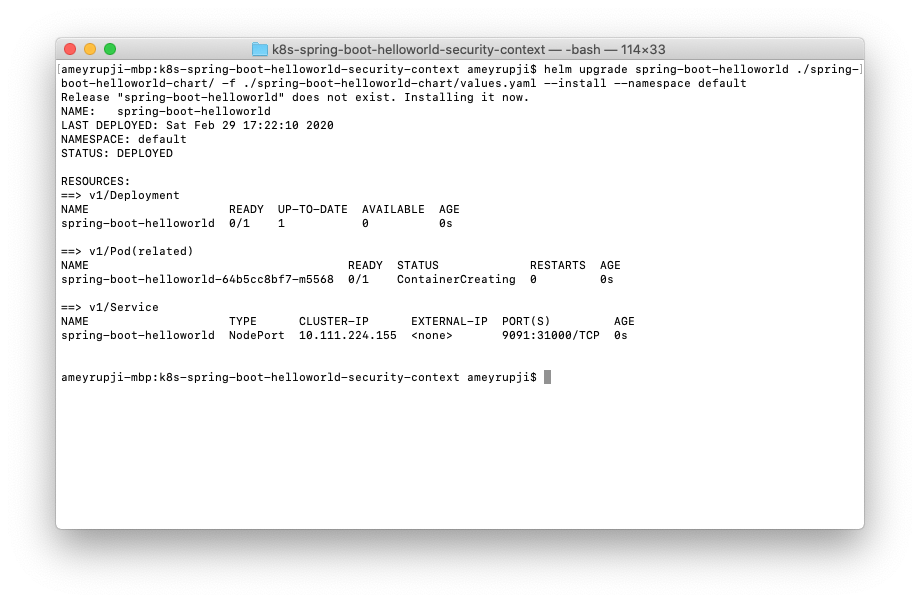 k8s-spring-boot-helloworld-security-context — -bash — 114×33
[ameyrupji-mbp:k8s-spring-boot-helloworld-security-context ameyrupji$ helm upgrade spring-boot-helloworld ./spring-]
boot-helloworld-chart/ -f ./spring-boot-helloworld-chart/values.yaml --install --namespace default
Release "spring-boot-helloworld" does not exist. Installing it now.
NAME:   spring-boot-helloworld
LAST DEPLOYED: Sat Feb 29 17:22:10 2020
NAMESPACE: default
STATUS: DEPLOYED
RESOURCES:
==> v1/Deployment
NAME                    READY  UP-TO-DATE  AVAILABLE  AGE
spring-boot-helloworld  0/1    1           0          0s
==> v1/Pod(related)
NAME                                     READY  STATUS             RESTARTS  AGE
spring-boot-helloworld-64b5cc8bf7-m5568  0/1    ContainerCreating  0         0s
==> v1/Service
NAME                    TYPE      CLUSTER-IP      EXTERNAL-IP  PORT(S)         AGE
spring-boot-helloworld  NodePort  10.111.224.155  <none>       9091:31000/TCP  0s
ameyrupji-mbp:k8s-spring-boot-helloworld-security-context ameyrupji$